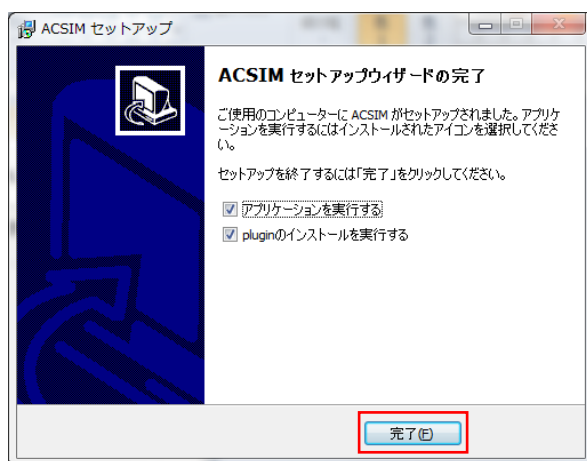 ACSIM セットアップ
ACSIM セットアップウィザードの完了
ご使用のコンピューターに ACSIM がセットアップされました。アプリケ
ーションを実行するにはインストールされたアイコンを選択してくださ
い。
セットアップを終了するには「完了」をクリックしてください。
アプリケーションを実行する
pluginのインストールを実行する
完了(F)